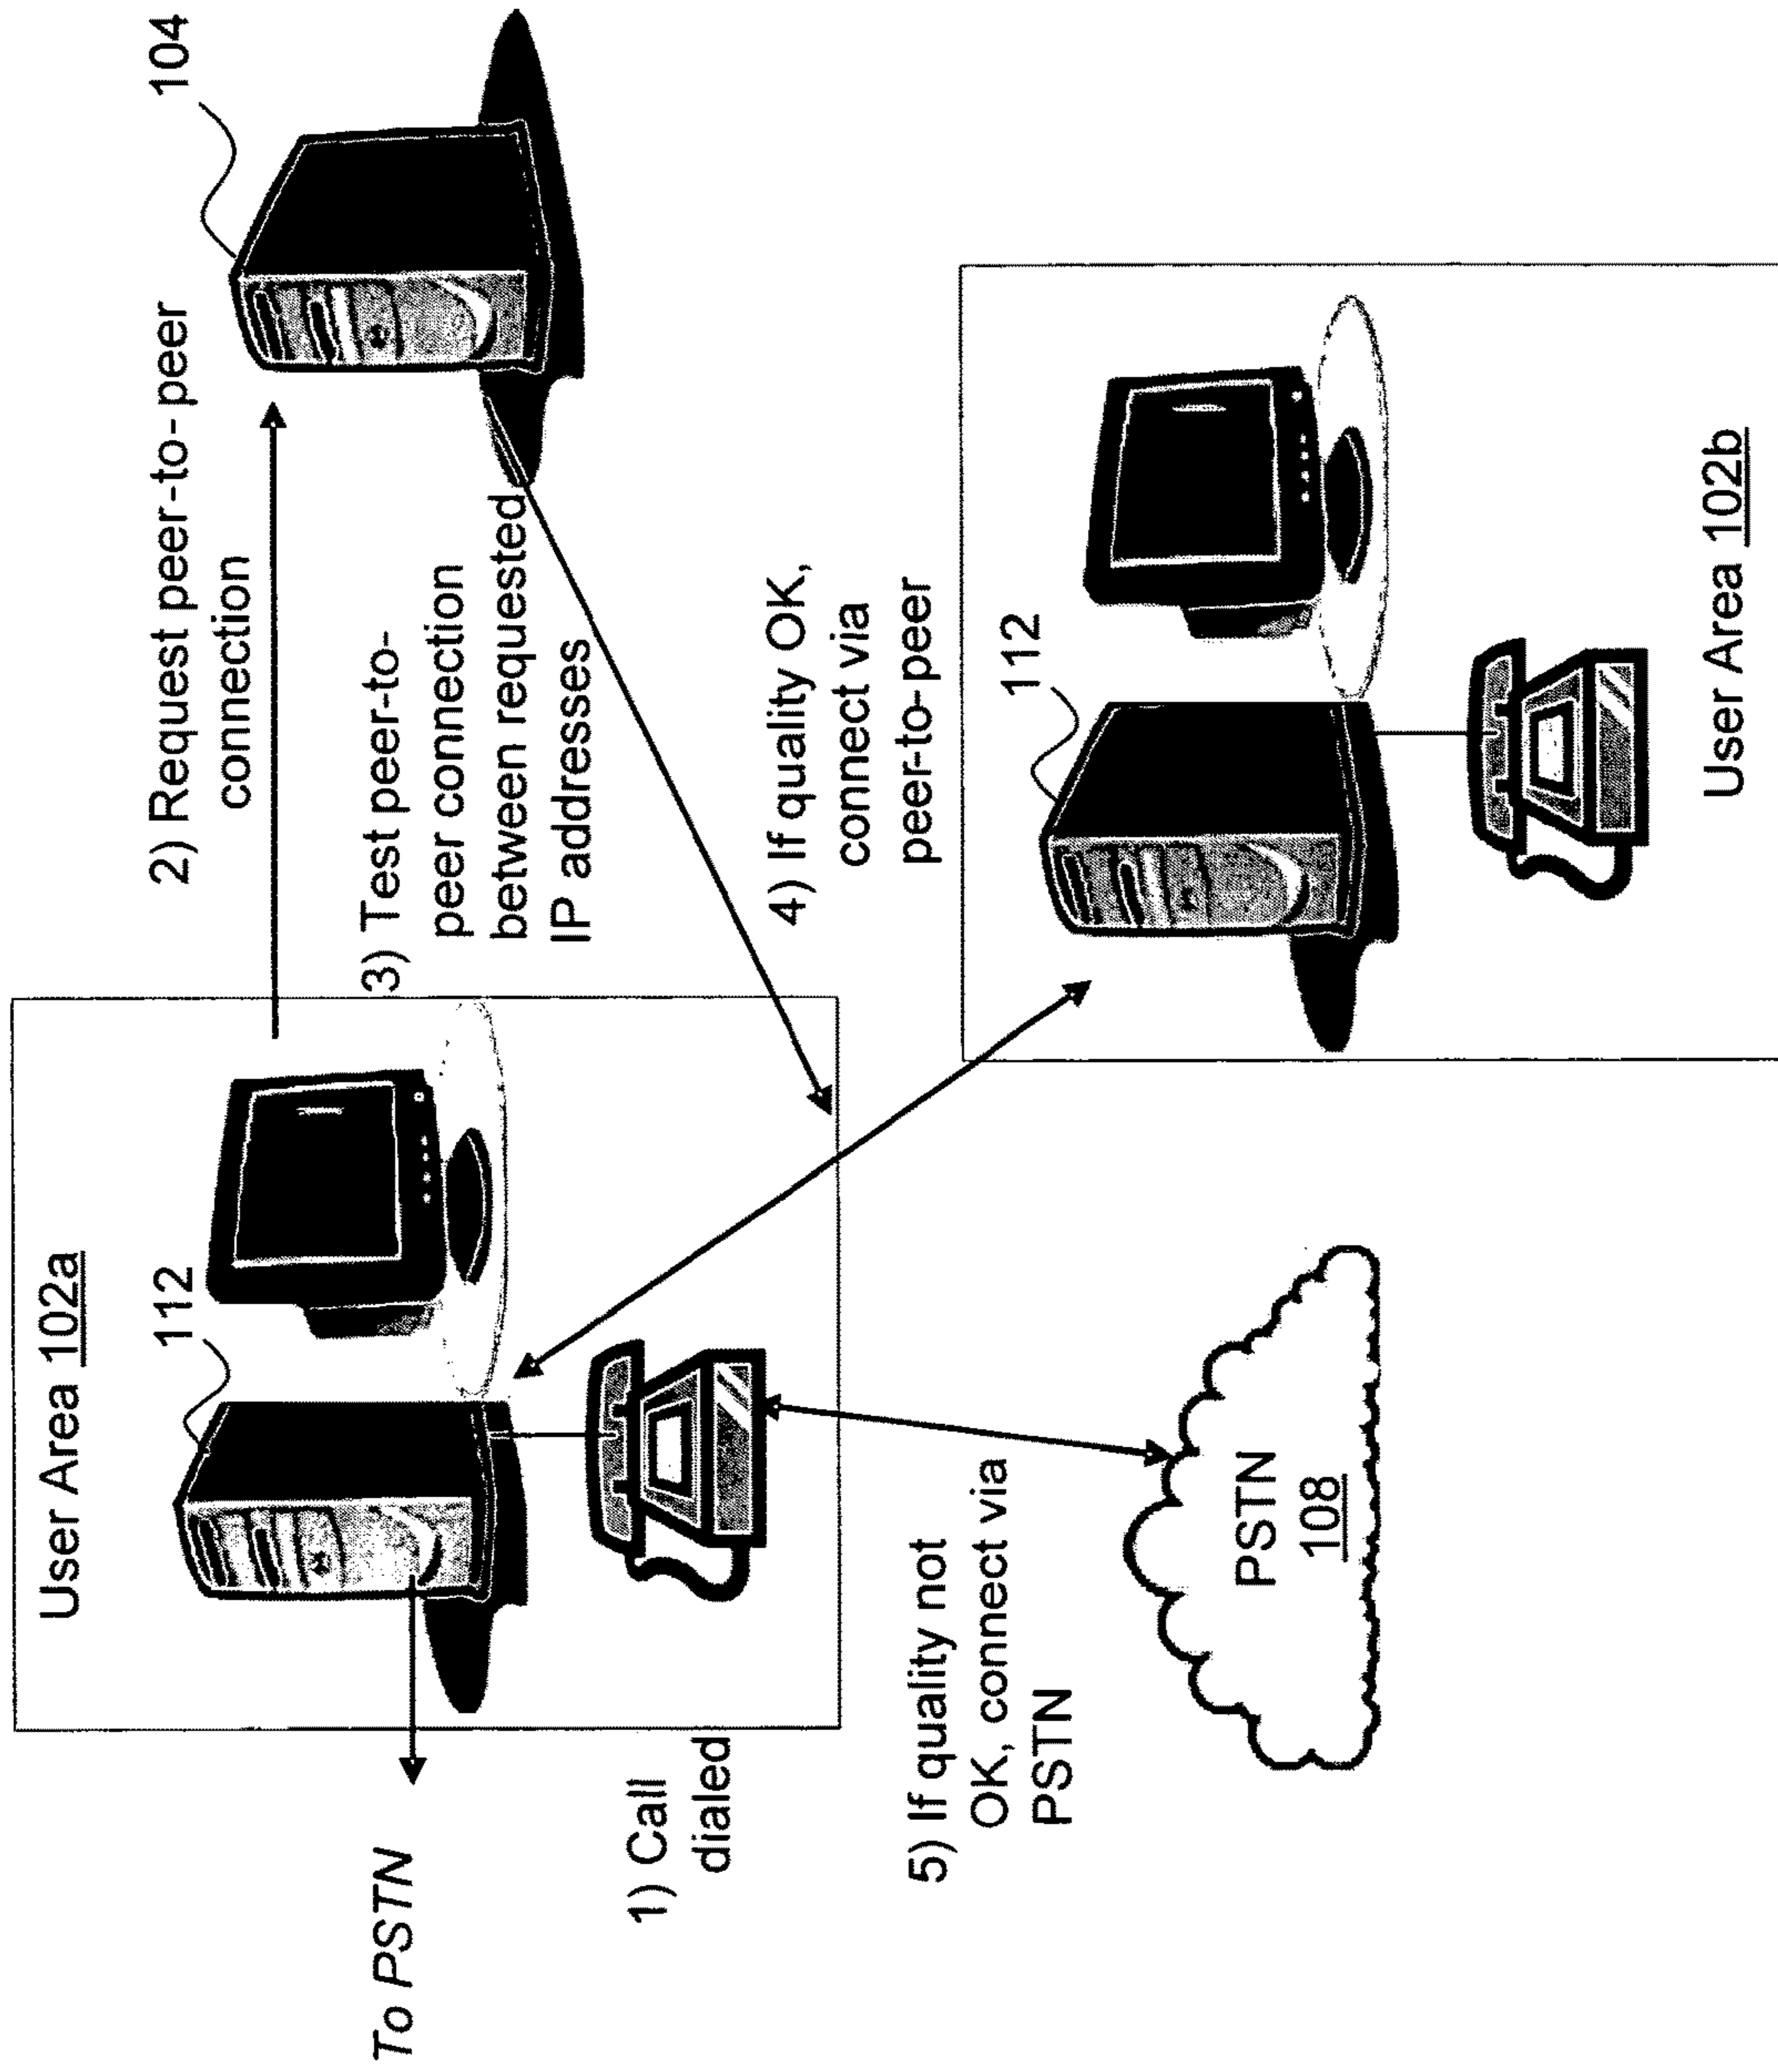 User Area 102a
112
To PSTN
1) Call
dialed
2) Request peer-to-peer
connection
104
3) Test peer-to-
peer connection
between requested
IP addresses
4) If quality OK,
connect via
peer-to-peer
5) If quality not
OK, connect via
PSTN
PSTN
108
112
User Area 102b